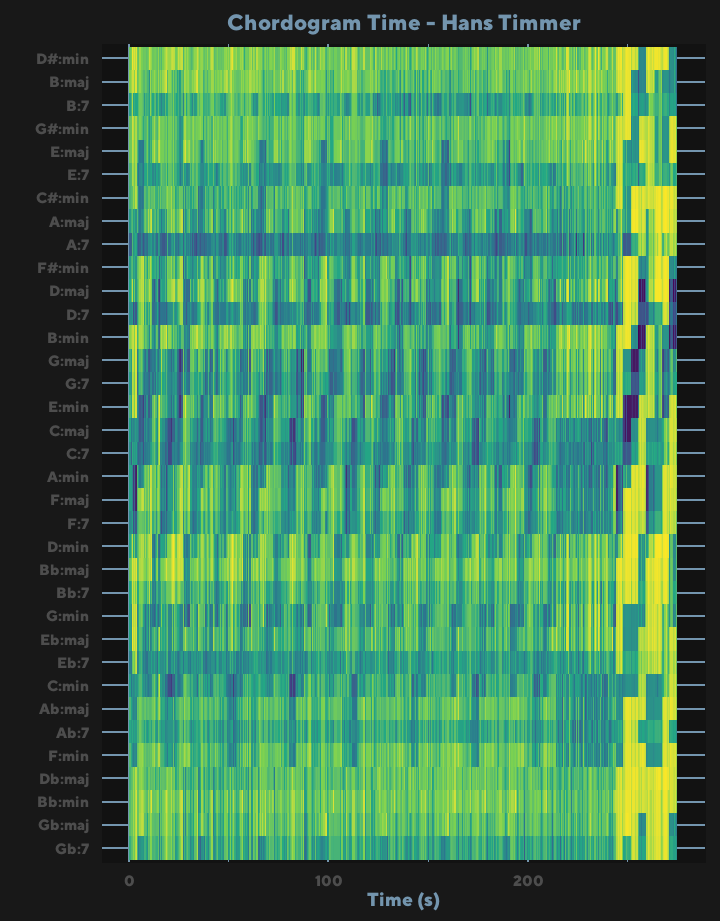 Chordogram Time - Hans Timmer
D#:min
B:maj
B:7
G#:min
E:maj
E:7
C#:min
A:maj
A:7
F#:min
D:maj
D:7
B:min
G:maj
G:7
E:min
C:maj
C:7
A:min
F:maj
F:7
D:min
Bb:maj
Bb:7
G:min
Eb:maj
Eb:7
C:min
Ab:maj
Ab:7
F:min
Db:maj
Bb:min
Gb:maj
Gb:7
0 100 200
Time (s)